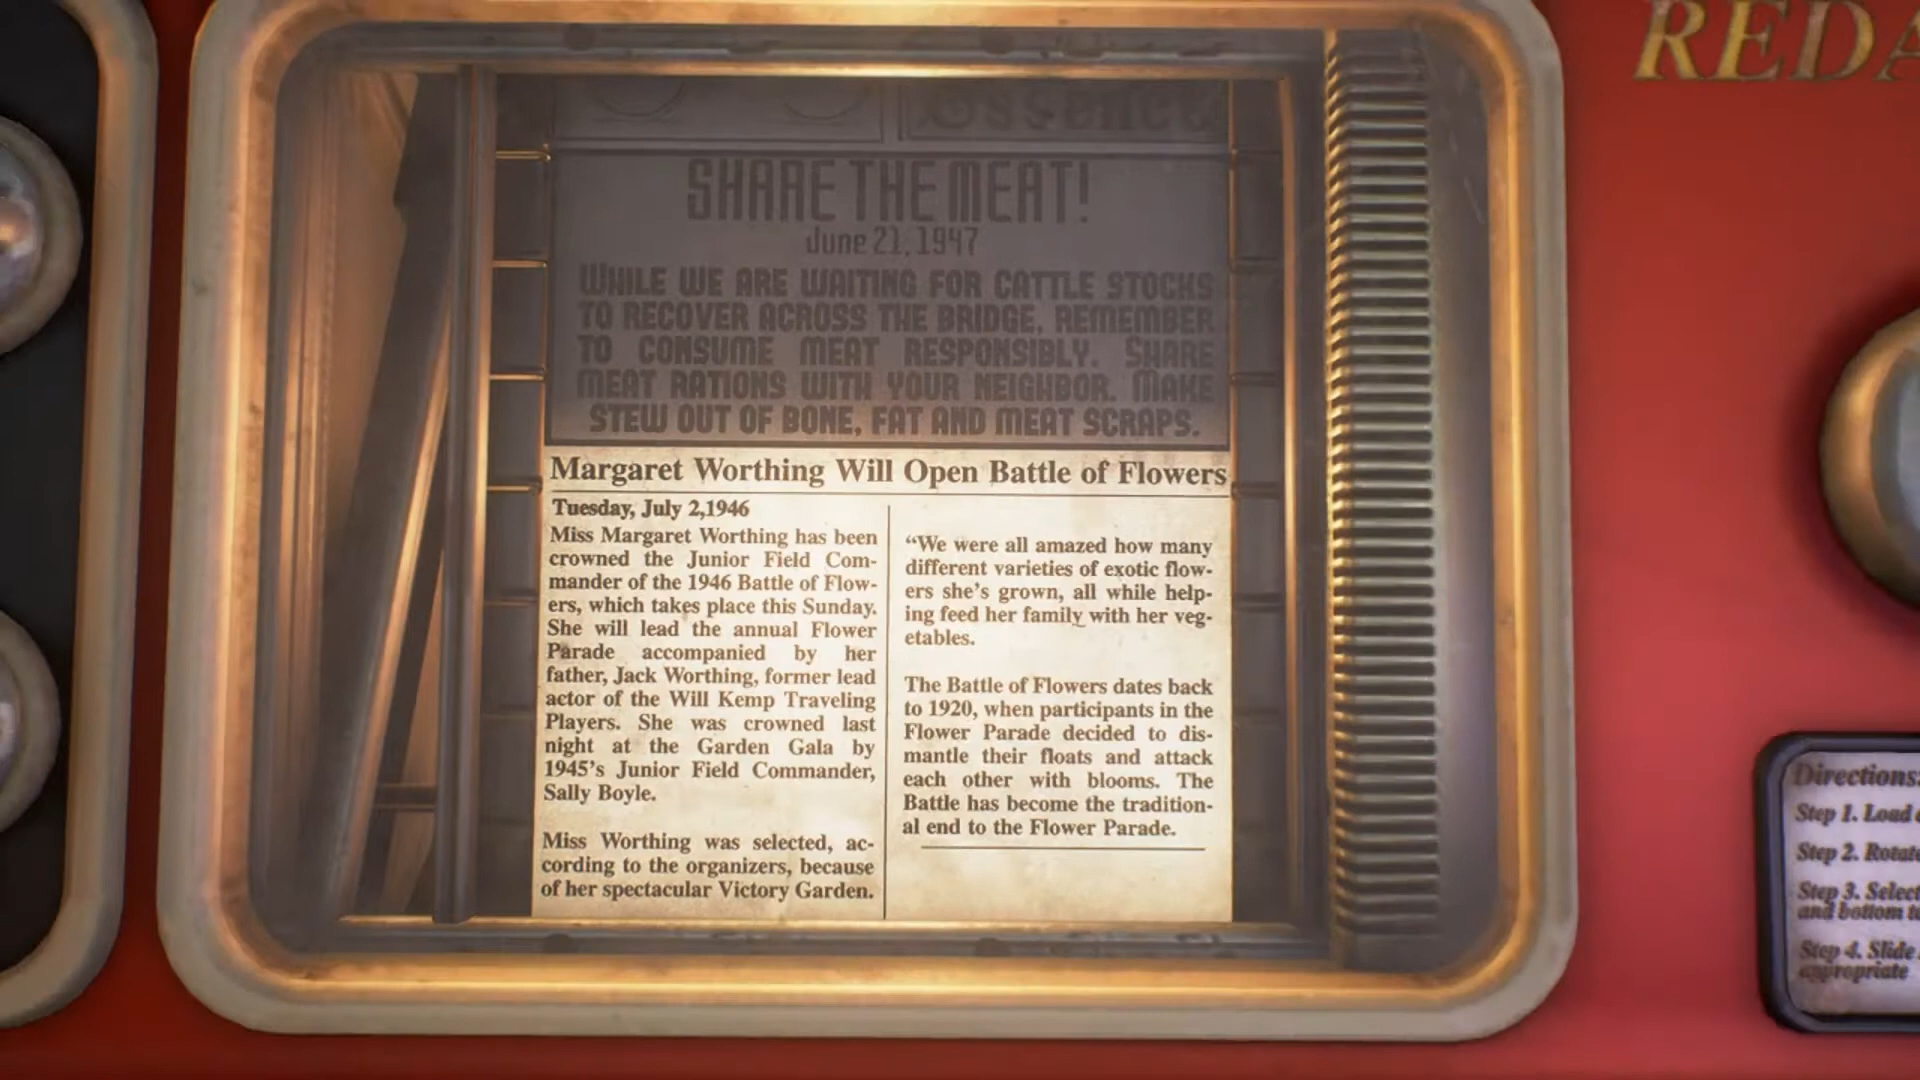 REDA
Essence
SHARE THE MEAT!
June 21, 1947
WHILE WE ARE WAITING FOR CATTLE STOCKS
TO RECOVER ACROSS THE BRIDGE, REMEMBER
TO CONSUME MEAT RESPONSIBLY. SHARE
MEAT RATIONS WITH YOUR NEIGHBOR. MAKE
STEW OUT OF BONE, FAT AND MEAT SCRAPS.
Margaret Worthing Will Open Battle of Flowers
Tuesday, July 2,1946
Miss Margaret Worthing has been
crowned the Junior Field Com-
mander of the 1946 Battle of Flow-
ers, which takes place this Sunday.
She will lead the annual Flower
Parade accompanied by her
father, Jack Worthing, former lead
actor of the Will Kemp Traveling
Players. She was crowned last
night at the Garden Gala by
1945’s Junior Field Commander,
Sally Boyle.
Miss Worthing was selected, ac-
cording to the organizers, because
of her spectacular Victory Garden.
“We were all amazed how many
different varieties of exotic flow-
ers she’s grown, all while help-
ing feed her family with her veg-
etables.
The Battle of Flowers dates back
to 1920, when participants in the
Flower Parade decided to dis-
mantle their floats and attack
each other with blooms. The
Battle has become the tradition-
al end to the Flower Parade.
Directions:
Step 1. Load
Step 2. Rotate
Step 3. Select
and bottom
Step 4. Slide
appropriate